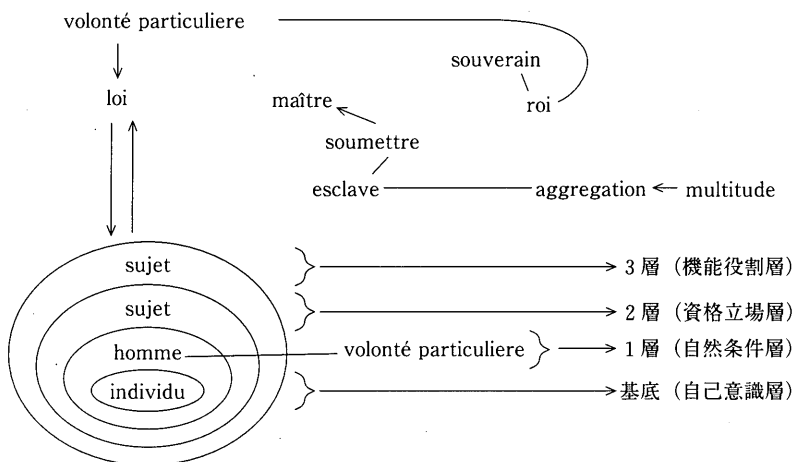 volonté particuliere
souverain
loi
maître
roi
soumettre
esclave
aggregation
multitude
sujet
3層（機能役割層）
sujet
2層（資格立場層）
homme
volonté particuliere
1層（自然条件層）
individu
基底（自己意識層）